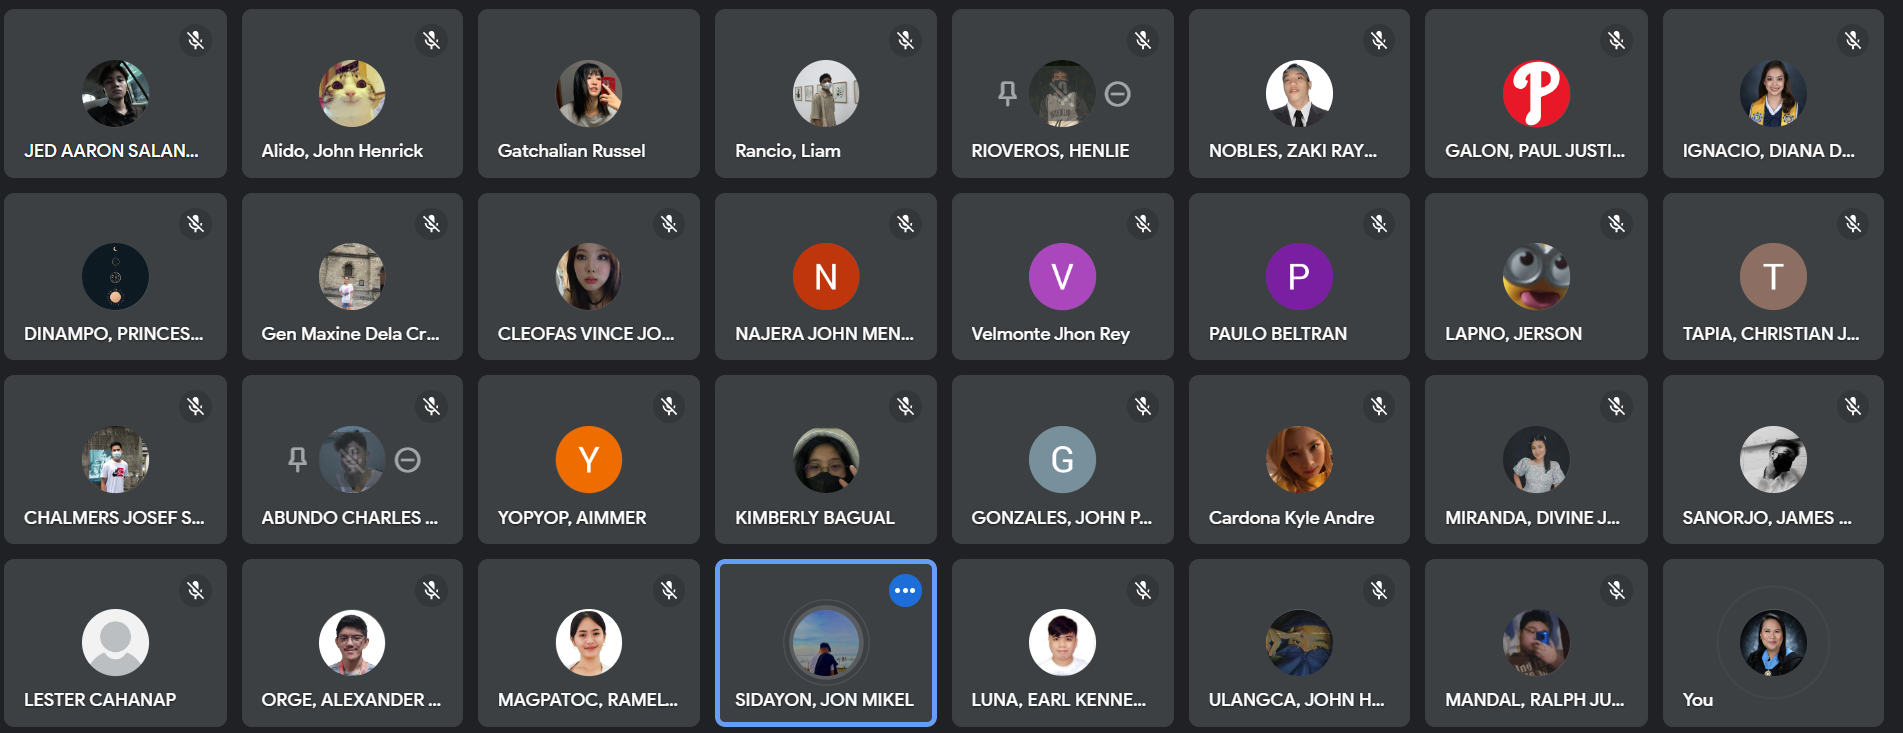 JED AARON SALAN...
Alido, John Henrick
Gatchalian Russel
Rancio, Liam
RIOVEROS, HENLIE
NOBLES, ZAKI RAY...
P
GALON, PAUL JUSTI...
IGNACIO, DIANA D...
DINAMPO, PRINCES...
Gen Maxine Dela Cr...
CLEOFAS VINCE JO...
N
NAJERA JOHN MEN...
V
Velmonte Jhon Rey
P
PAULO BELTRAN
LAPNO, JERSON
T
TAPIA, CHRISTIAN J...
CHALMERS JOSEF S...
ABUNDO CHARLES ...
Y
YOPYOP, AIMMER
KIMBERLY BAGUAL
G
GONZALES, JOHN P...
Cardona Kyle Andre
MIRANDA, DIVINE J...
SANORJO, JAMES ...
LESTER CAHANAP
ORGE, ALEXANDER ...
MAGPATOC, RAMEL...
SIDAYON, JON MIKEL
LUNA, EARL KENNE...
ULANGCA, JOHN H...
MANDAL, RALPH JU...
You